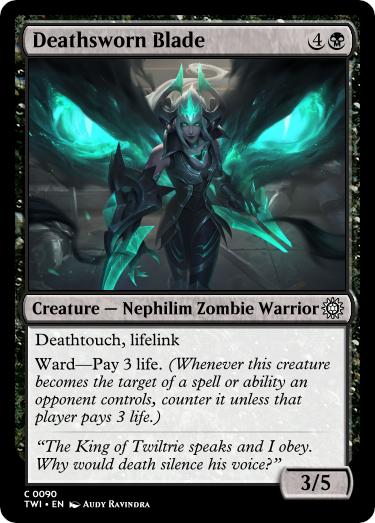 Deathsworn Blade 4
Creature — Nephilim Zombie Warrior
Deathtouch, lifelink
Ward—Pay 3 life. (Whenever this creature
becomes the target of a spell or ability an
opponent controls, counter it unless that
player pays 3 life.)
“The King of Twiltrie speaks and I obey.
Why would death silence his voice?”
3/5
C 0090
TWI • EN Audy Ravindra